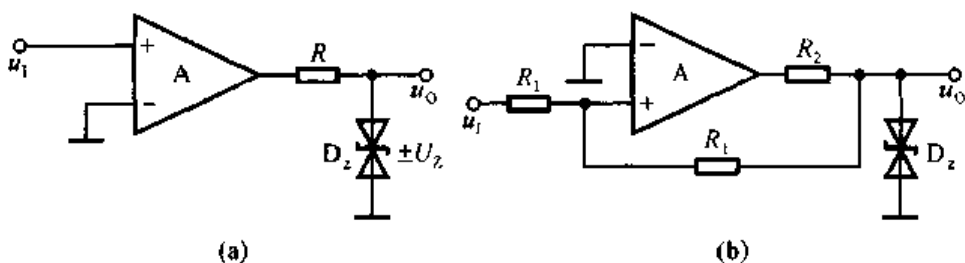 +
A
−
u_I
R
u_O
D_z ±U_Z
(a)
R_1
u_I
−
A
+
R_2
u_O
R_1
D_z
(b)